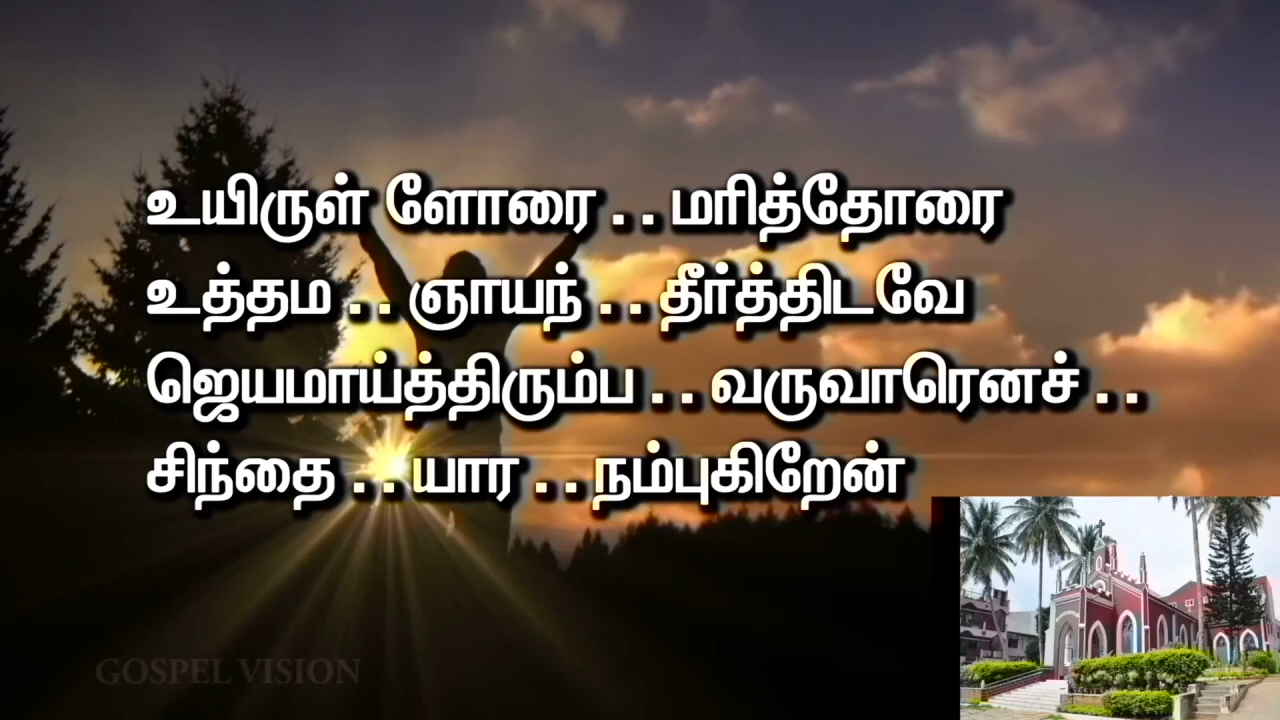 உயிருள் ளோரை . . மரித்தோரை
உத்தம . . ஞாயந் . . தீர்த்திடவே
ஜெயமாய்த்திரும்ப . . வருவாரெனச் . .
சிந்தை . . யார . . நம்புகிறேன்
GOSPEL VISION